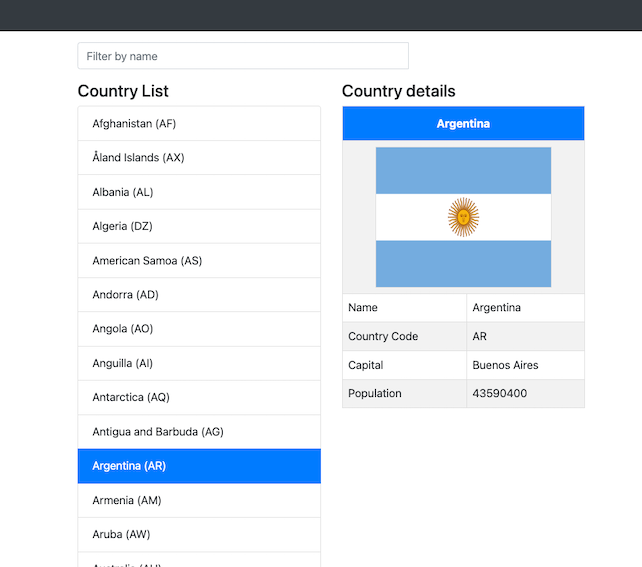 Filter by name
Country List
Afghanistan (AF)
Åland Islands (AX)
Albania (AL)
Algeria (DZ)
American Samoa (AS)
Andorra (AD)
Angola (AO)
Anguilla (AI)
Antarctica (AQ)
Antigua and Barbuda (AG)
Argentina (AR)
Armenia (AM)
Aruba (AW)
Country details
Argentina
Name Argentina
Country Code AR
Capital Buenos Aires
Population 43590400